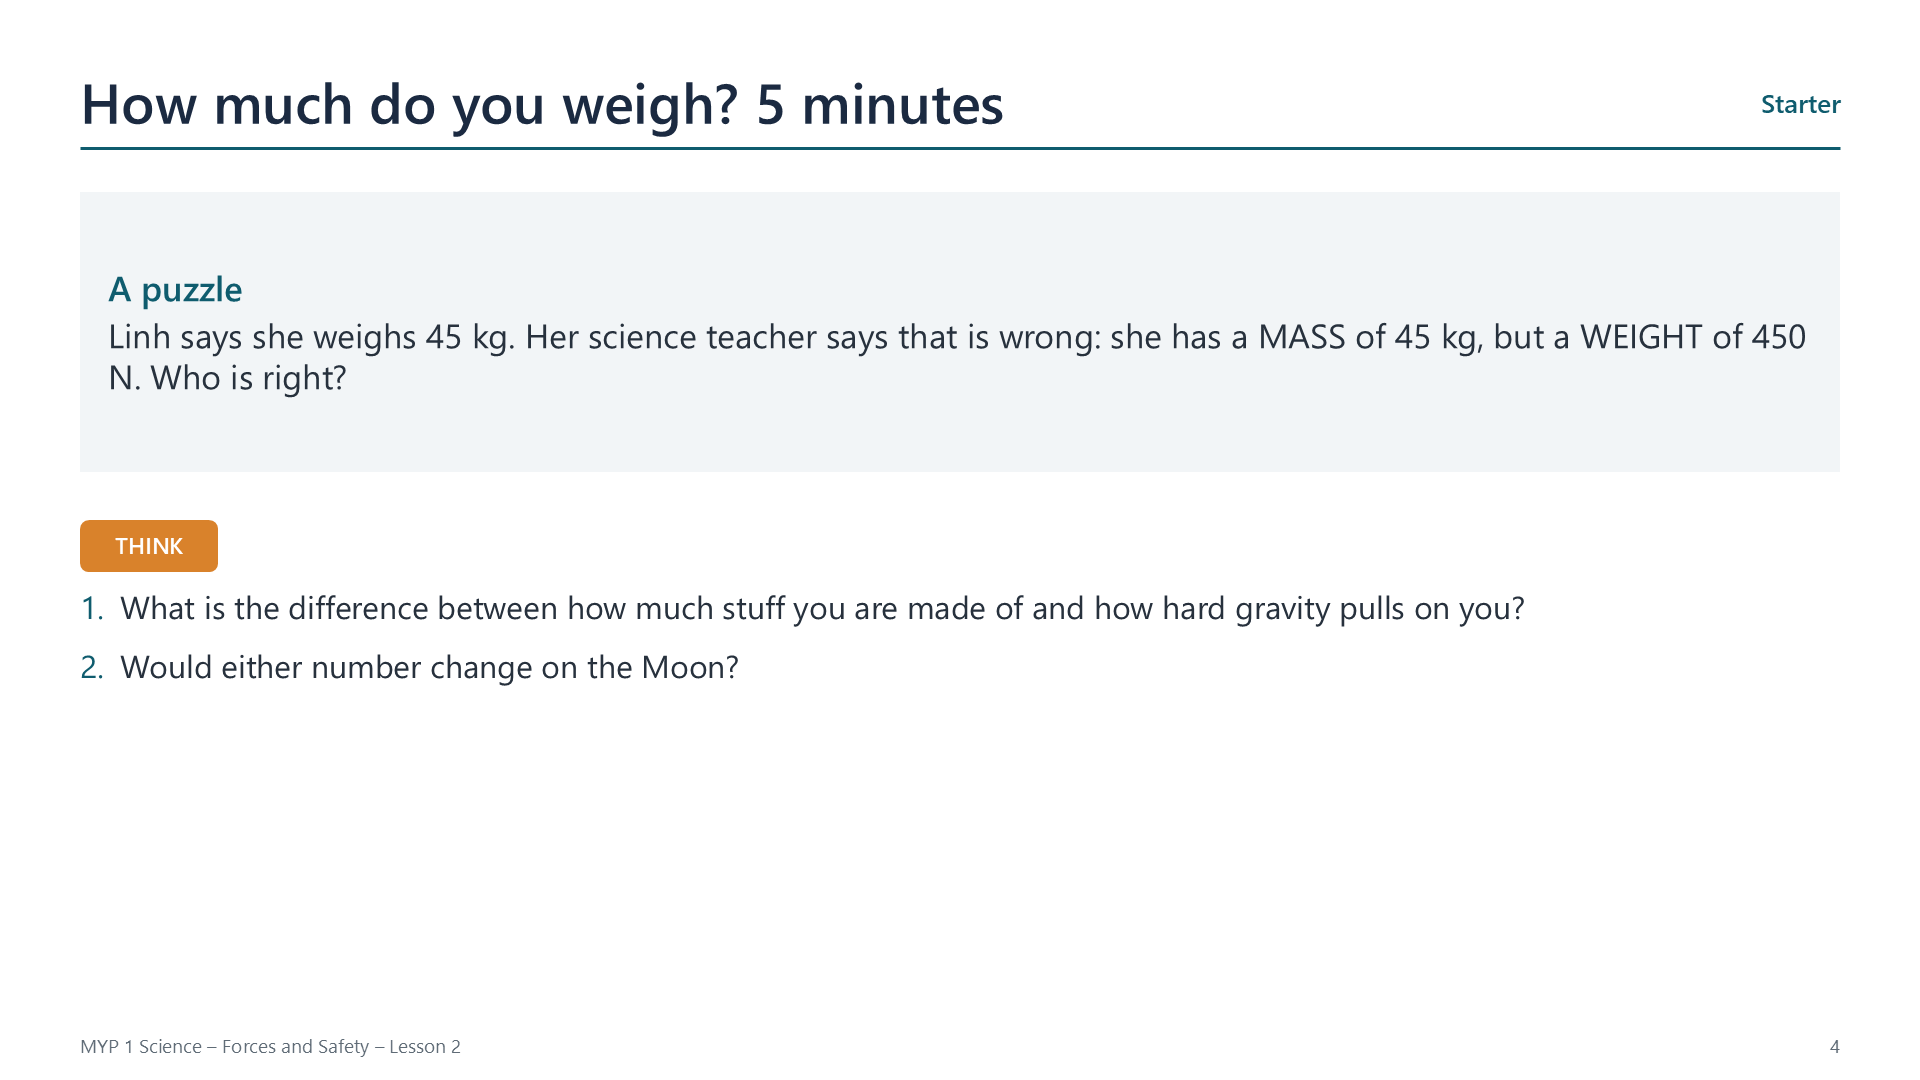 How much do you weigh? 5 minutes
Starter
A puzzle
Linh says she weighs 45 kg. Her science teacher says that is wrong: she has a MASS of 45 kg, but a WEIGHT of 450
N. Who is right?
THINK
1. What is the difference between how much stuff you are made of and how hard gravity pulls on you?
2. Would either number change on the Moon?
MYP 1 Science – Forces and Safety – Lesson 2
4